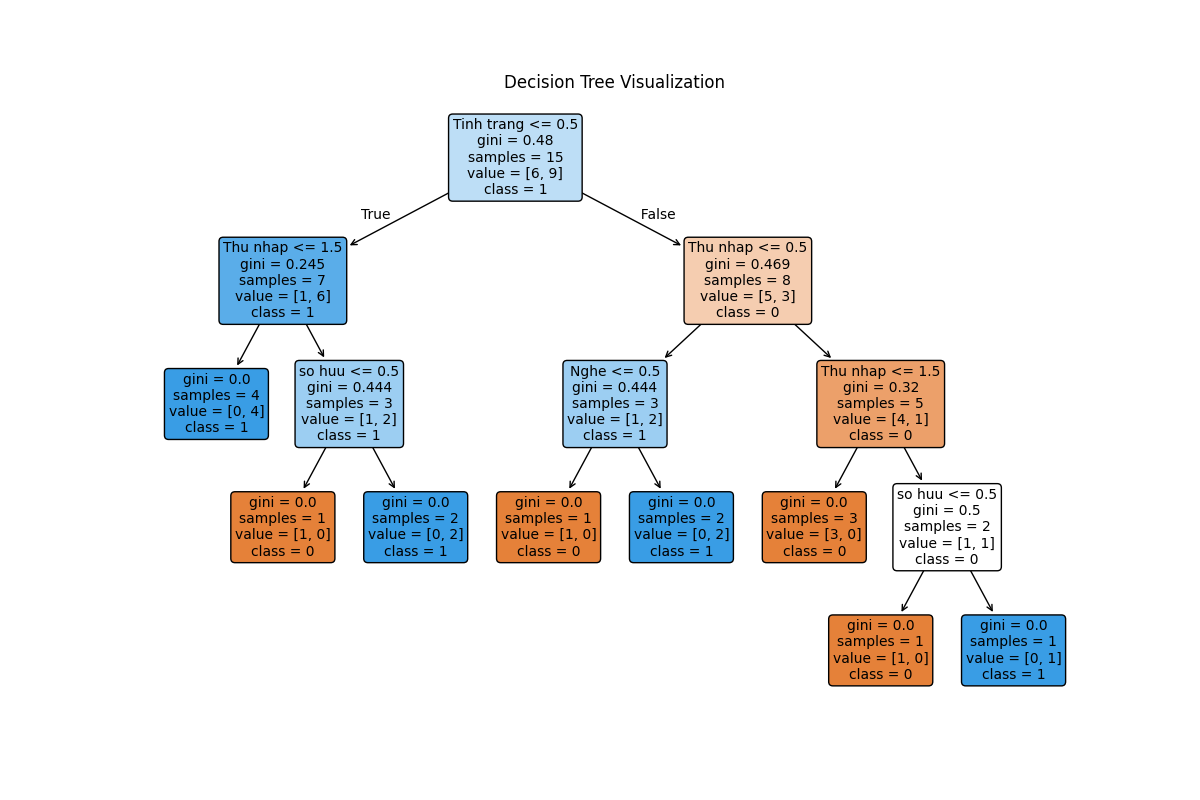 Decision Tree Visualization
Tinh trang <= 0.5
gini = 0.48
samples = 15
value = [6, 9]
class = 1
True
False
Thu nhap <= 1.5
gini = 0.245
samples = 7
value = [1, 6]
class = 1
Thu nhap <= 0.5
gini = 0.469
samples = 8
value = [5, 3]
class = 0
gini = 0.0
samples = 4
value = [0, 4]
class = 1
so huu <= 0.5
gini = 0.444
samples = 3
value = [1, 2]
class = 1
Nghe <= 0.5
gini = 0.444
samples = 3
value = [1, 2]
class = 1
Thu nhap <= 1.5
gini = 0.32
samples = 5
value = [4, 1]
class = 0
gini = 0.0
samples = 1
value = [1, 0]
class = 0
gini = 0.0
samples = 2
value = [0, 2]
class = 1
gini = 0.0
samples = 1
value = [1, 0]
class = 0
gini = 0.0
samples = 2
value = [0, 2]
class = 1
gini = 0.0
samples = 3
value = [3, 0]
class = 0
so huu <= 0.5
gini = 0.5
samples = 2
value = [1, 1]
class = 0
gini = 0.0
samples = 1
value = [1, 0]
class = 0
gini = 0.0
samples = 1
value = [0, 1]
class = 1